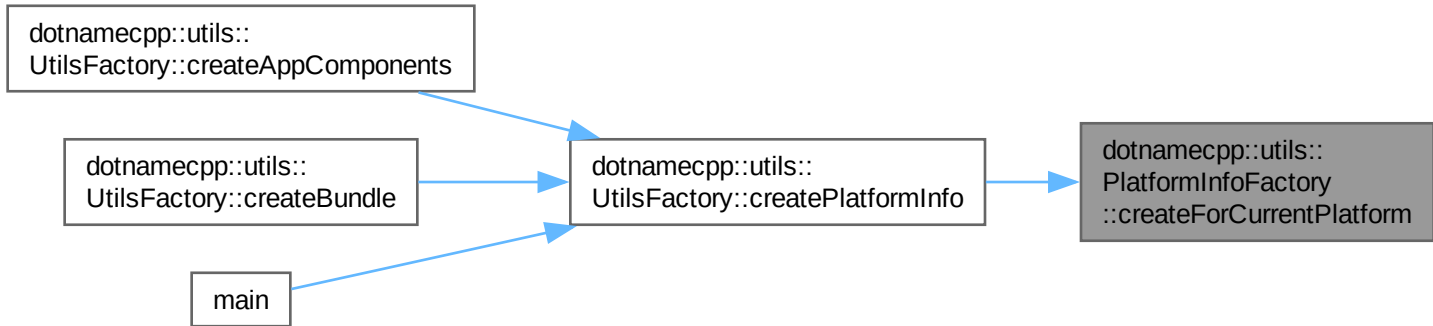 dotnamecpp::utils::
UtilsFactory::createAppComponents
dotnamecpp::utils::
UtilsFactory::createBundle
main
dotnamecpp::utils::
UtilsFactory::createPlatformInfo
dotnamecpp::utils::
PlatformInfoFactory
::createForCurrentPlatform